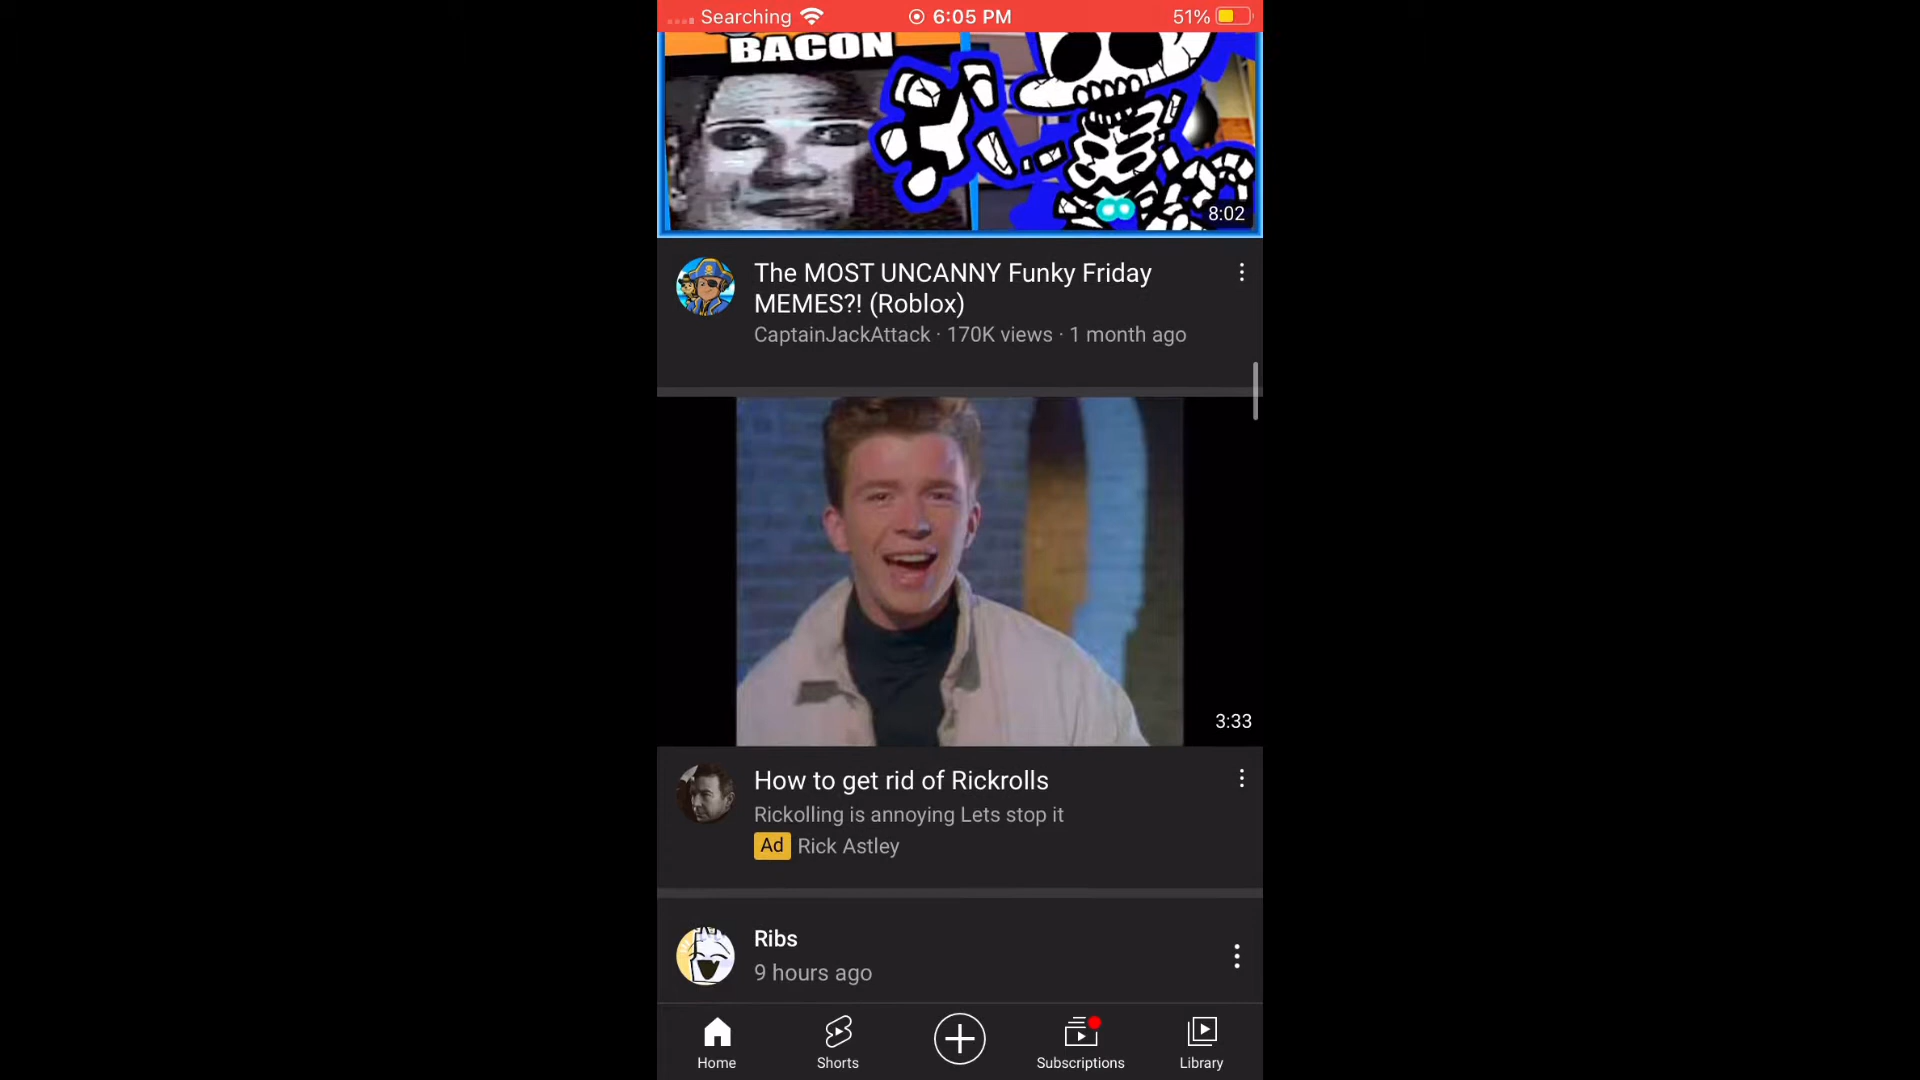 Searching 6:05 PM 51%
BACON
8:02
The MOST UNCANNY Funky Friday
MEMES?! (Roblox)
CaptainJackAttack · 170K views · 1 month ago
3:33
How to get rid of Rickrolls
Rickolling is annoying Lets stop it
Ad Rick Astley
Ribs
9 hours ago
Home Shorts Subscriptions Library